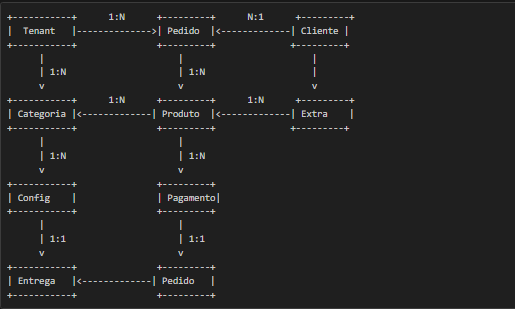 +-----------+      1:N      +---------+      N:1      +---------+
|  Tenant   |-------------->| Pedido  |<--------------| Cliente |
+-----------+               +---------+               +---------+
      |                         |                         |
      | 1:N                     | 1:N                     |
      v                         v                         v
+-----------+      1:N      +---------+      1:N      +---------+
| Categoria |<--------------| Produto |<--------------| Extra   |
+-----------+               +---------+               +---------+
      |                         |
      | 1:N                     | 1:N
      v                         v
+-----------+               +---------+
| Config    |               | Pagamento|
+-----------+               +---------+
      |                         |
      | 1:1                     | 1:1
      v                         v
+-----------+               +---------+
| Entrega   |<--------------| Pedido  |
+-----------+               +---------+